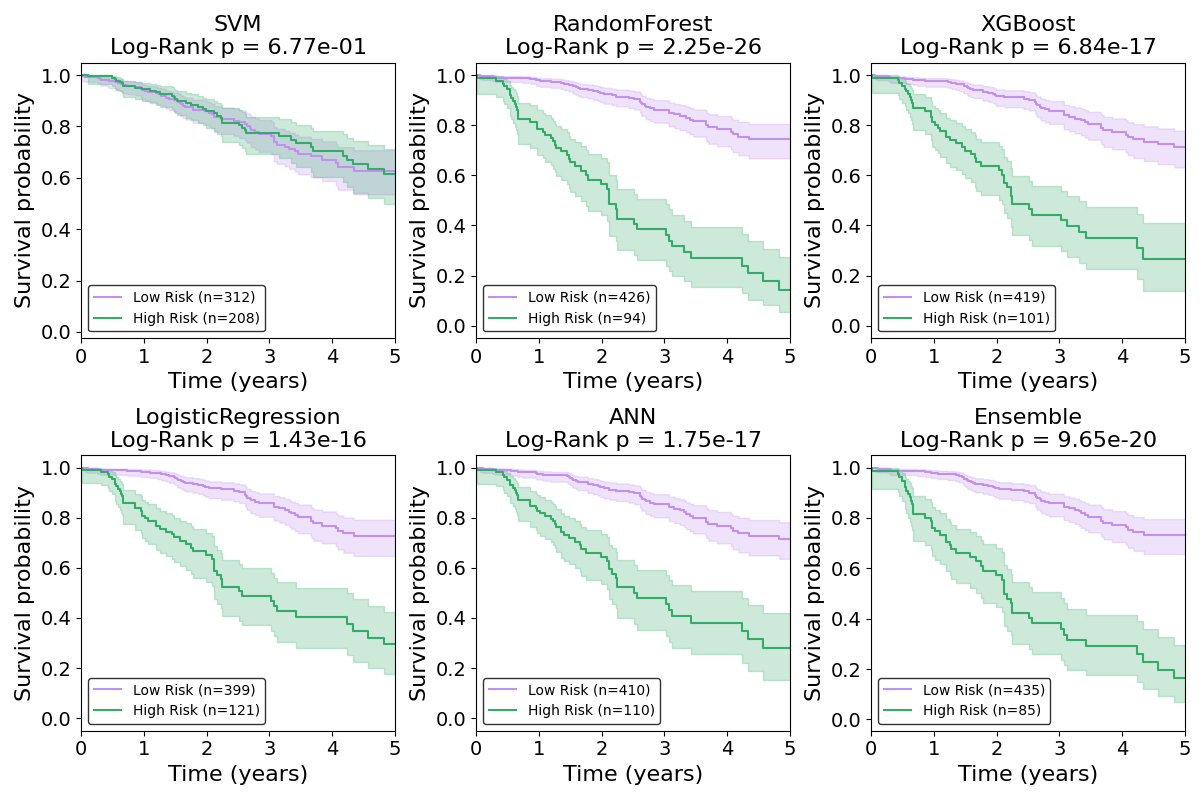 SVM
Log-Rank p = 6.77e-01
Survival probability
1.0
0.8
0.6
0.4
0.2
0.0
Low Risk (n=312)
High Risk (n=208)
0 1 2 3 4 5
Time (years)
RandomForest
Log-Rank p = 2.25e-26
Survival probability
1.0
0.8
0.6
0.4
0.2
0.0
Low Risk (n=426)
High Risk (n=94)
0 1 2 3 4 5
Time (years)
XGBoost
Log-Rank p = 6.84e-17
Survival probability
1.0
0.8
0.6
0.4
0.2
0.0
Low Risk (n=419)
High Risk (n=101)
0 1 2 3 4 5
Time (years)
LogisticRegression
Log-Rank p = 1.43e-16
Survival probability
1.0
0.8
0.6
0.4
0.2
0.0
Low Risk (n=399)
High Risk (n=121)
0 1 2 3 4 5
Time (years)
ANN
Log-Rank p = 1.75e-17
Survival probability
1.0
0.8
0.6
0.4
0.2
0.0
Low Risk (n=410)
High Risk (n=110)
0 1 2 3 4 5
Time (years)
Ensemble
Log-Rank p = 9.65e-20
Survival probability
1.0
0.8
0.6
0.4
0.2
0.0
Low Risk (n=435)
High Risk (n=85)
0 1 2 3 4 5
Time (years)